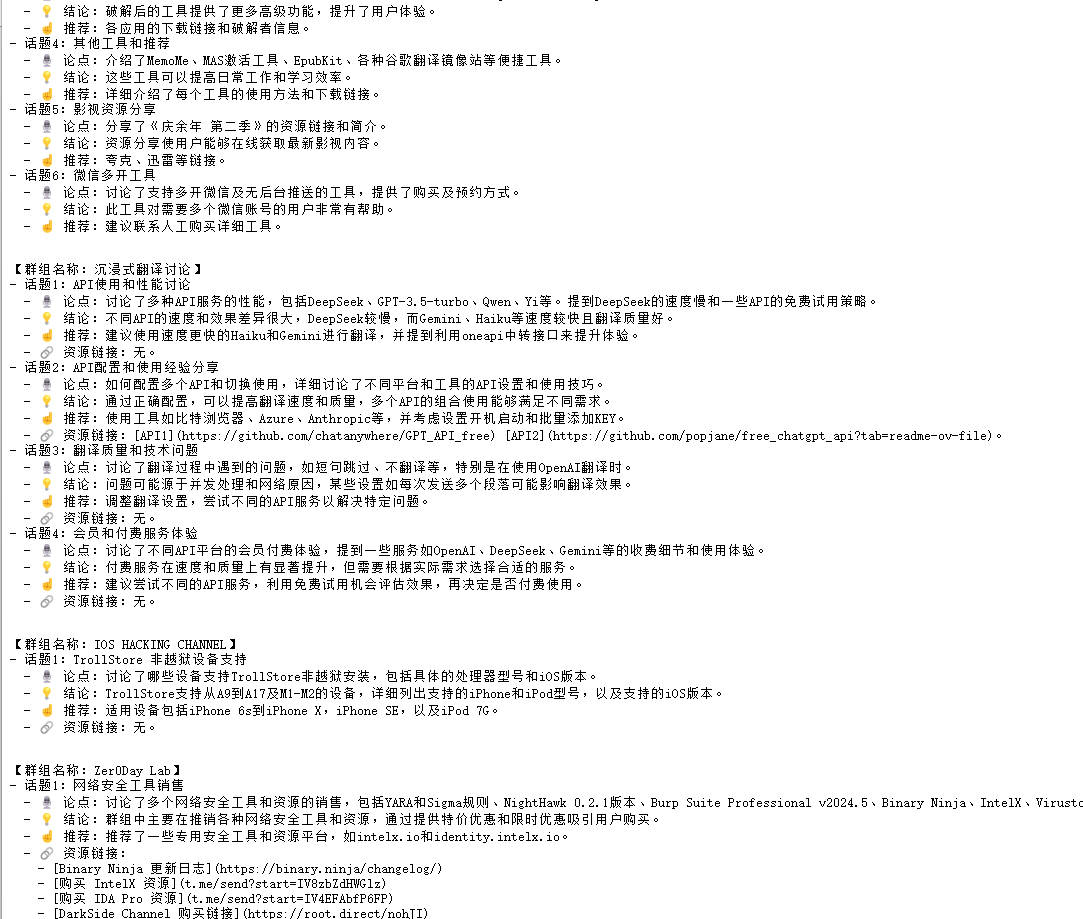 - 💡 结论：破解后的工具提供了更多高级功能，提升了用户体验。
- ☝ 推荐：各应用的下载链接和破解者信息。
- 话题4：其他工具和推荐
- 🎙 论点：介绍了MemoMe、MAS激活工具、EpubKit、各种谷歌翻译镜像站等便捷工具。
- 💡 结论：这些工具可以提高日常工作和学习效率。
- ☝ 推荐：详细介绍了每个工具的使用方法和下载链接。
- 话题5：影视资源分享
- 🎙 论点：分享了《庆余年 第二季》的资源链接和简介。
- 💡 结论：资源分享使用户能够在线获取最新影视内容。
- ☝ 推荐：夸克、迅雷等链接。
- 话题6：微信多开工具
- 🎙 论点：讨论了支持多开微信及无后台推送的工具，提供了购买及预约方式。
- 💡 结论：此工具对需要多个微信账号的用户非常有帮助。
- ☝ 推荐：建议联系人工购买详细工具。
【群组名称：沉浸式翻译讨论】
- 话题1：API使用和性能讨论
- 🎙 论点：讨论了多种API服务的性能，包括DeepSeek、GPT-3.5-turbo、Qwen、Yi等。提到DeepSeek的速度慢和一些API的免费试用策略。
- 💡 结论：不同API的速度和效果差异很大，DeepSeek较慢，而Gemini、Haiku等速度较快且翻译质量好。
- ☝ 推荐：建议使用速度更快的Haiku和Gemini进行翻译，并提到利用oneapi中转接口来提升体验。
- 🔗 资源链接：无。
- 话题2：API配置和使用经验分享
- 🎙 论点：如何配置多个API和切换使用，详细讨论了不同平台和工具的API设置和使用技巧。
- 💡 结论：通过正确配置，可以提高翻译速度和质量，多个API的组合使用能够满足不同需求。
- ☝ 推荐：使用工具如比特浏览器、Azure、Anthropic等，并考虑设置开机启动和批量添加KEY。
- 🔗 资源链接：[API1](https://github.com/chatanywhere/GPT_API_free) [API2](https://github.com/popjane/free_chatgpt_api?tab=readme-ov-file)。
- 话题3：翻译质量和技术问题
- 🎙 论点：讨论了翻译过程中遇到的问题，如短句跳过、不翻译等，特别是在使用OpenAI翻译时。
- 💡 结论：问题可能源于并发处理和网络原因，某些设置如每次发送多个段落可能影响翻译效果。
- ☝ 推荐：调整翻译设置，尝试不同的API服务以解决特定问题。
- 🔗 资源链接：无。
- 话题4：会员和付费服务体验
- 🎙 论点：讨论了不同API平台的会员付费体验，提到一些服务如OpenAI、DeepSeek、Gemini等的收费细节和使用体验。
- 💡 结论：付费服务在速度和质量上有显著提升，但需要根据实际需求选择合适的服务。
- ☝ 推荐：建议尝试不同的API服务，利用免费试用机会评估效果，再决定是否付费使用。
- 🔗 资源链接：无。
【群组名称：IOS HACKING CHANNEL】
- 话题1：TrollStore 非越狱设备支持
- 🎙 论点：讨论了哪些设备支持TrollStore非越狱安装，包括具体的处理器型号和iOS版本。
- 💡 结论：TrollStore支持从A9到A17及M1-M2的设备，详细列出支持的iPhone和iPod型号，以及支持的iOS版本。
- ☝ 推荐：适用设备包括iPhone 6s到iPhone X，iPhone SE，以及iPod 7G。
- 🔗 资源链接：无。
【群组名称：Zer0Day Lab】
- 话题1：网络安全工具销售
- 🎙 论点：讨论了多个网络安全工具和资源的销售，包括YARA和Sigma规则、NightHawk 0.2.1版本、Burp Suite Professional v2024.5、Binary Ninja、IntelX、Virusto
- 💡 结论：群组中主要在推销各种网络安全工具和资源，通过提供特价优惠和限时优惠吸引用户购买。
- ☝ 推荐：推荐了一些专用安全工具和资源平台，如intelx.io和identity.intelx.io。
- 🔗 资源链接：
- [Binary Ninja 更新日志](https://binary.ninja/changelog/)
- [购买 IntelX 资源](t.me/send?start=IV8zbZdHWGlz)
- [购买 IDA Pro 资源](t.me/send?start=IV4EFAbfP6FP)
- [DarkSide Channel 购买链接](https://root.direct/nohJI)